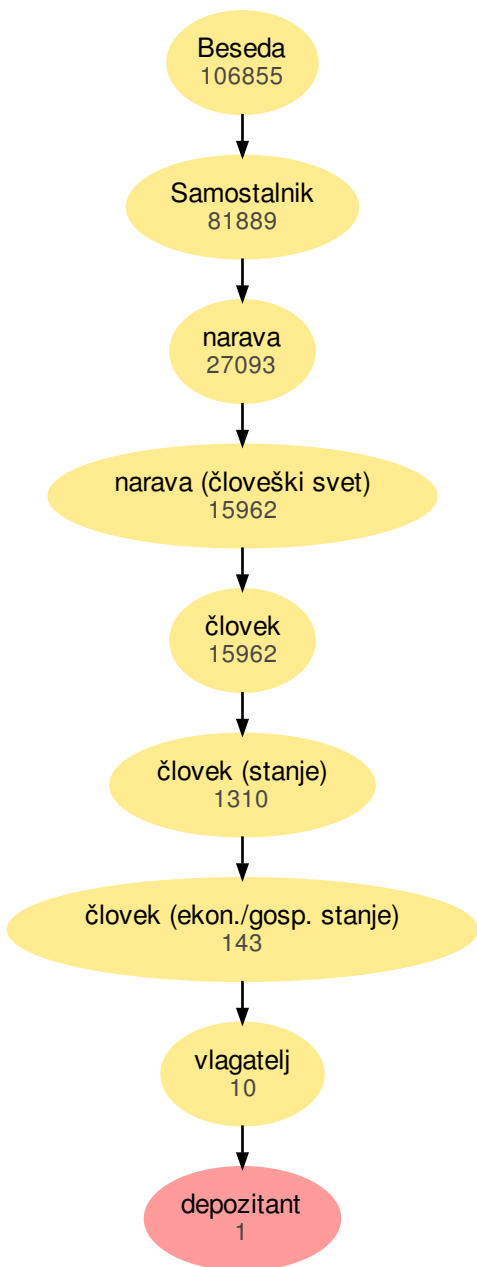 Beseda
106855
Samostalnik
81889
narava
27093
narava (človeški svet)
15962
človek
15962
človek (stanje)
1310
človek (ekon./gosp. stanje)
143
vlagatelj
10
depozitant
1